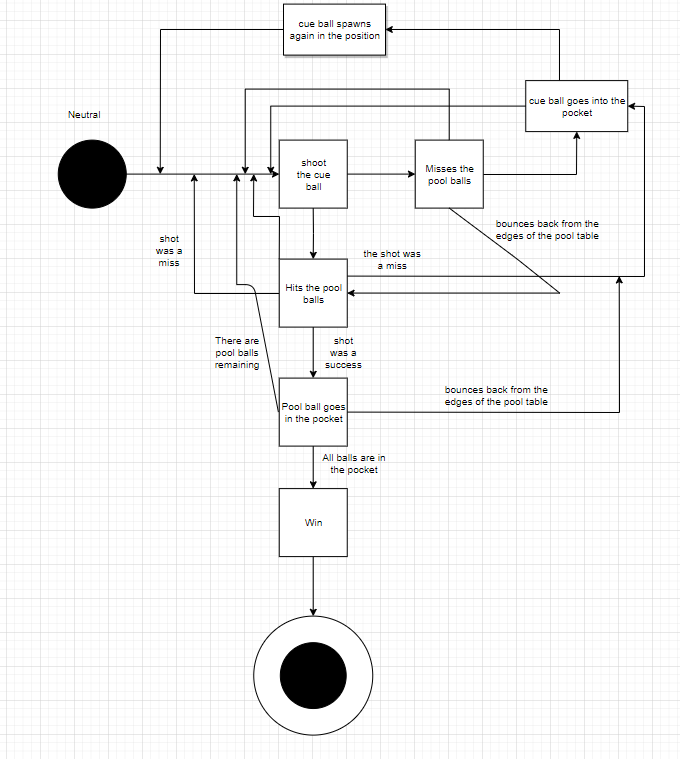 cue ball spawns
again in the position
cue ball goes into the
pocket
Neutral
shoot
the cue
ball
Misses the
pool balls
bounces back from the
edges of the pool table
shot
was a
miss
the shot was
a miss
Hits the pool
balls
There are
pool balls
remaining
shot
was a
success
bounces back from the
edges of the pool table
Pool ball goes
in the pocket
All balls are in
the pocket
Win